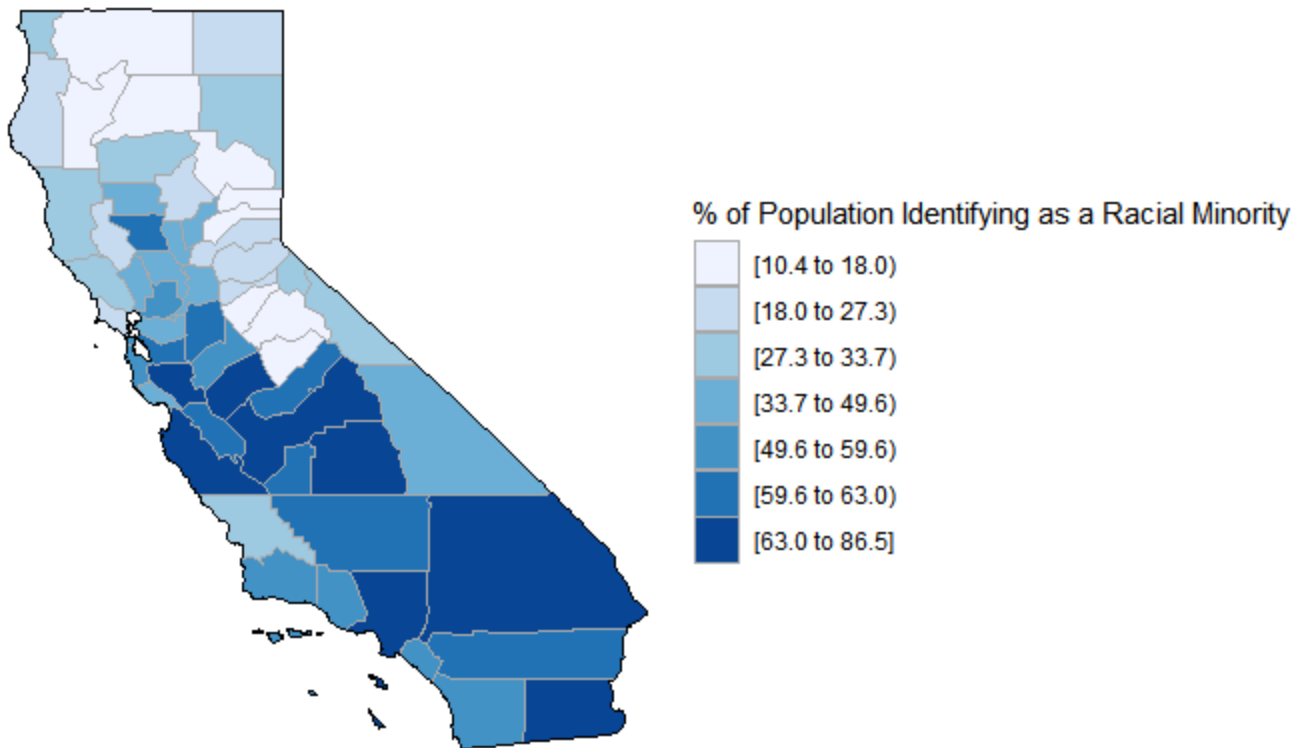 % of Population Identifying as a Racial Minority
[10.4 to 18.0)
[18.0 to 27.3)
[27.3 to 33.7)
[33.7 to 49.6)
[49.6 to 59.6)
[59.6 to 63.0)
[63.0 to 86.5]